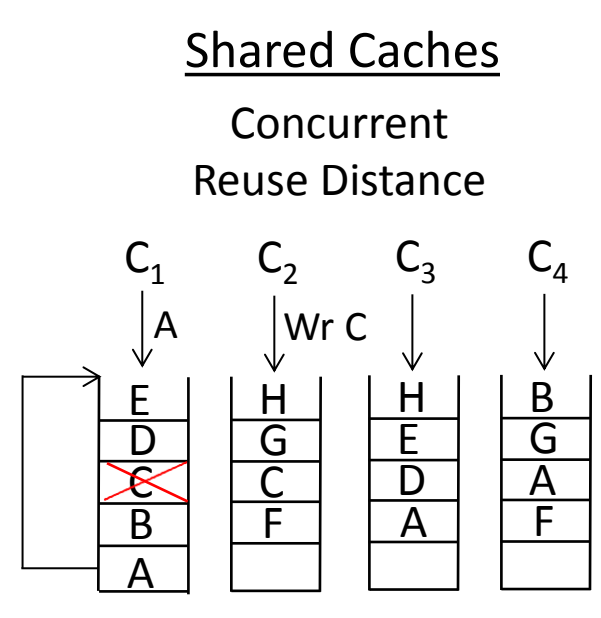 Shared Caches
Concurrent
Reuse Distance
C1 C2 C3 C4
A Wr C
E H H B
D G E G
C C D A
B F A F
A